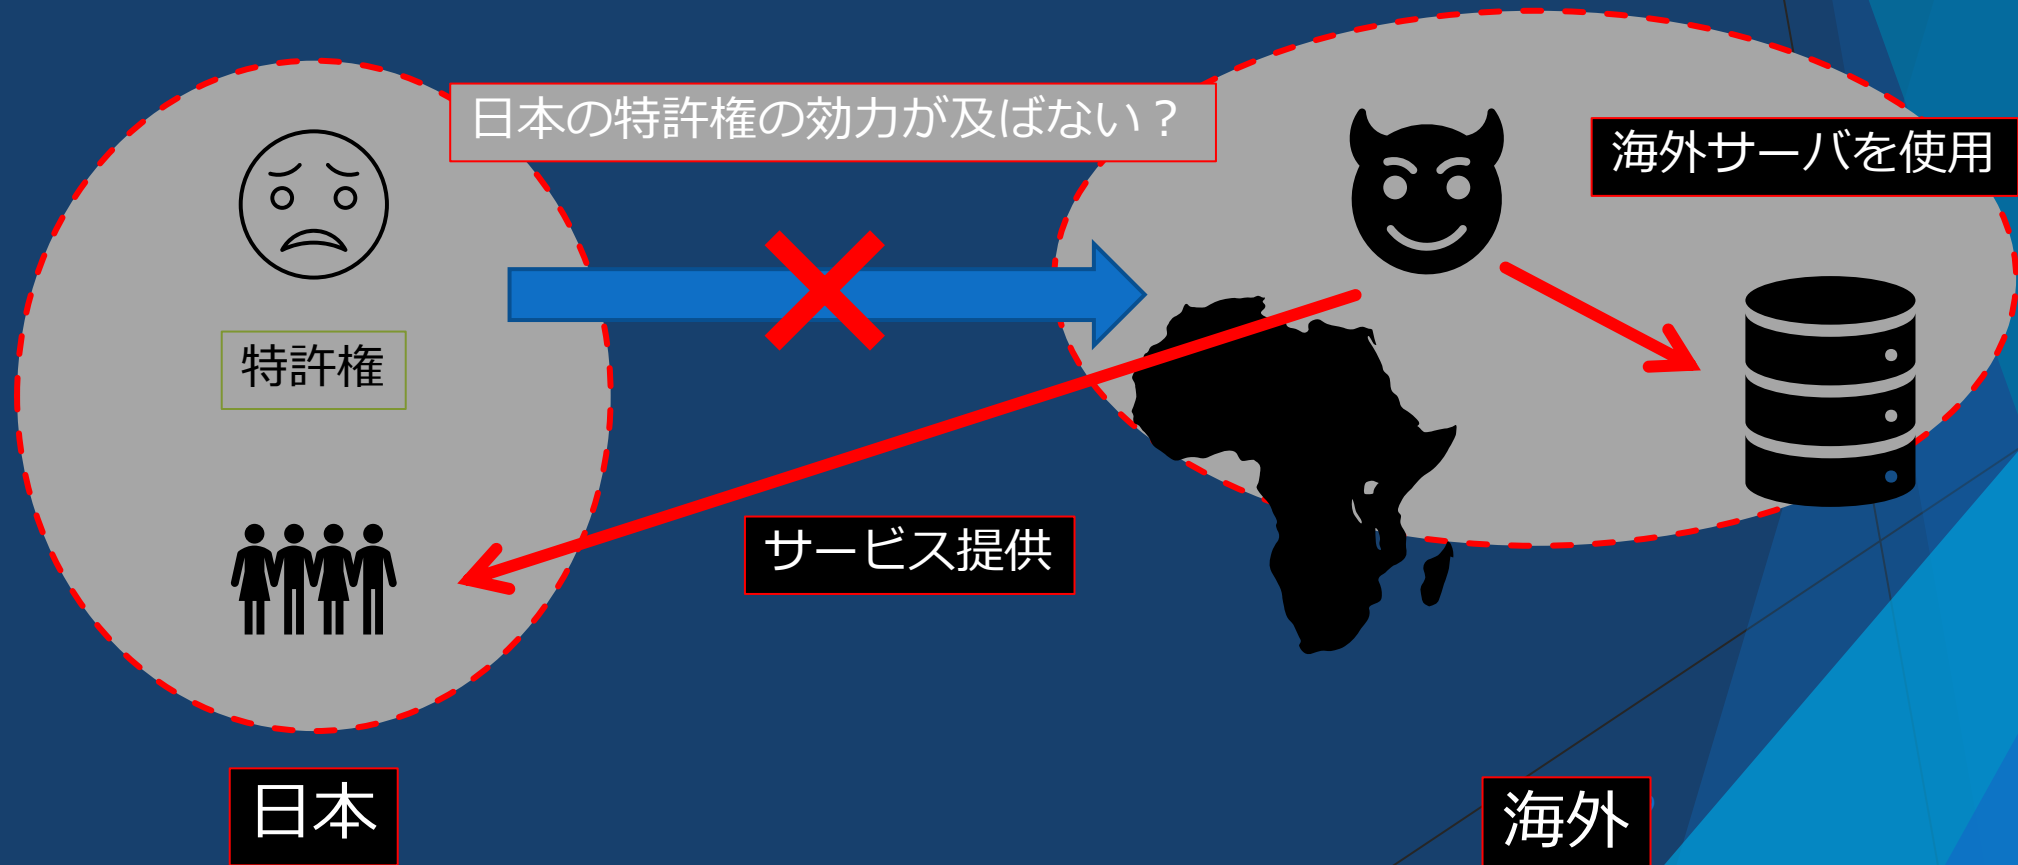 日本の特許権の効力が及ばない？
海外サーバを使用
特許権
サービス提供
日本
海外